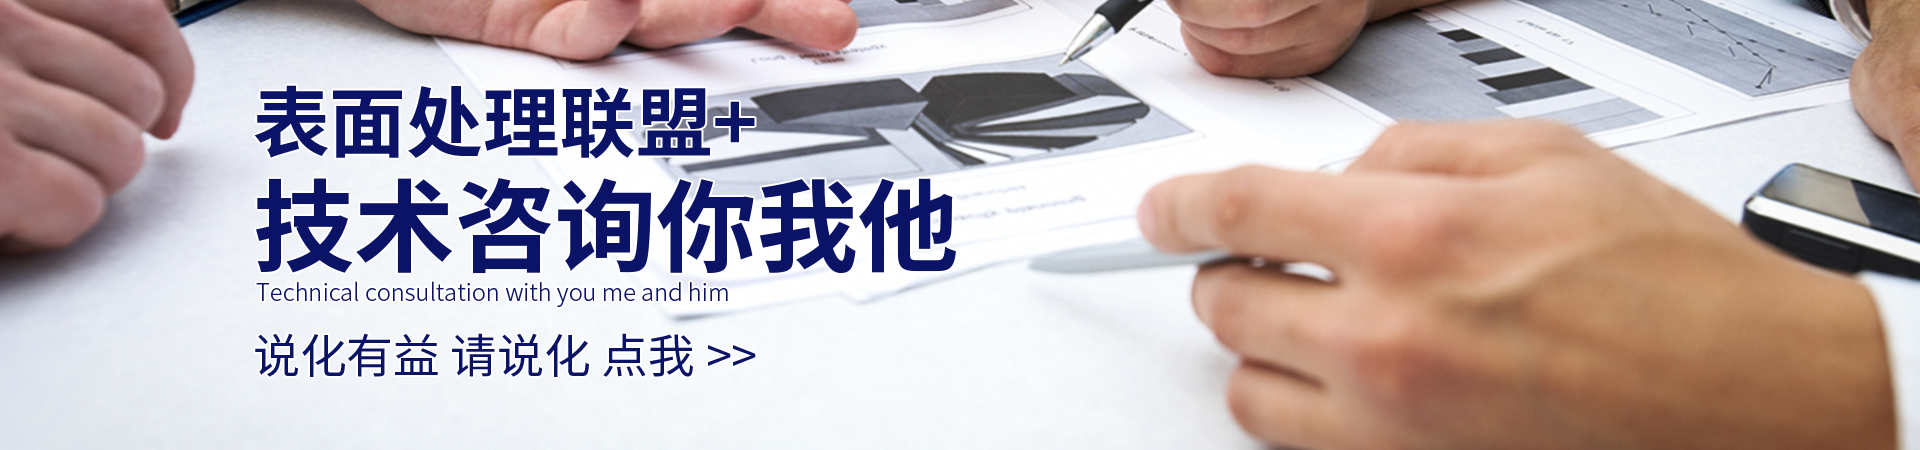 表面处理联盟+
技术咨询你我他
Technical consultation with you me and him
说化有益 请说化 点我 >>